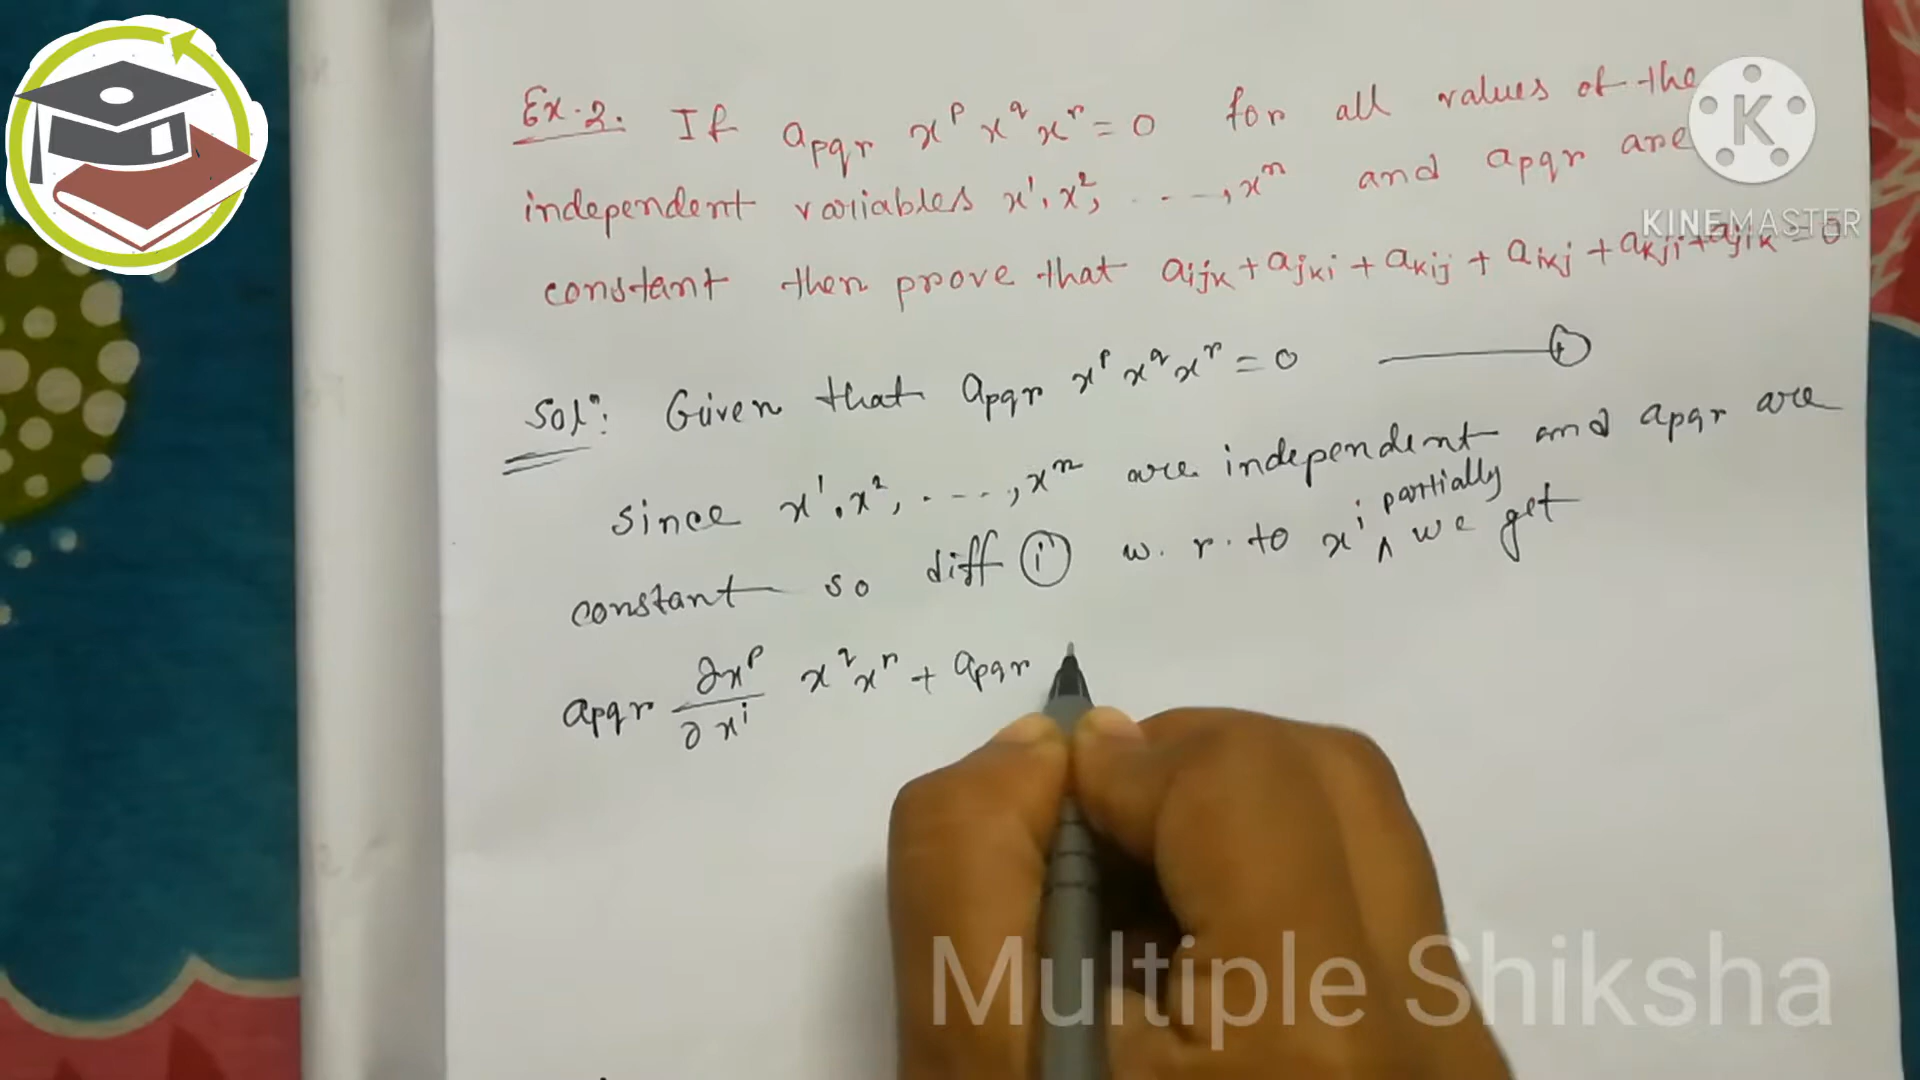 Ex.2. If apqr x^p x^q x^r = 0 for all values of the
independent variables x^1, x^2, ....., x^n and apqr are
constant then prove that aijk + ajki + akij + aikj + akji + ajik = 0
Sol^n: Given that apqr x^p x^q x^r = 0 ——— (1)
since x^1, x^2, ....., x^n are independent and apqr are
constant so diff (i) w. r. to x^i ^ partially we get
apqr ∂x^p/∂x^i x^q x^r + apqr
K
KINEMASTER
Multiple Shiksha